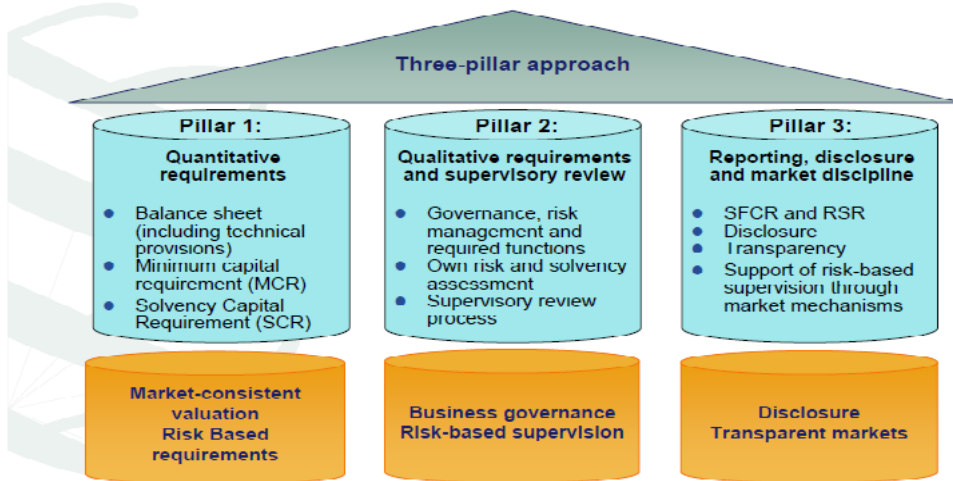 Three-pillar approach
Pillar 1:
Quantitative
requirements
● Balance sheet
(including technical
provisions)
● Minimum capital
requirement (MCR)
● Solvency Capital
Requirement (SCR)
Pillar 2:
Qualitative requirements
and supervisory review
● Governance, risk
management and
required functions
● Own risk and solvency
assessment
● Supervisory review
process
Pillar 3:
Reporting, disclosure
and market discipline
● SFCR and RSR
● Disclosure
● Transparency
● Support of risk-based
supervision through
market mechanisms
Market-consistent
valuation
Risk Based
requirements
Business governance
Risk-based supervision
Disclosure
Transparent markets